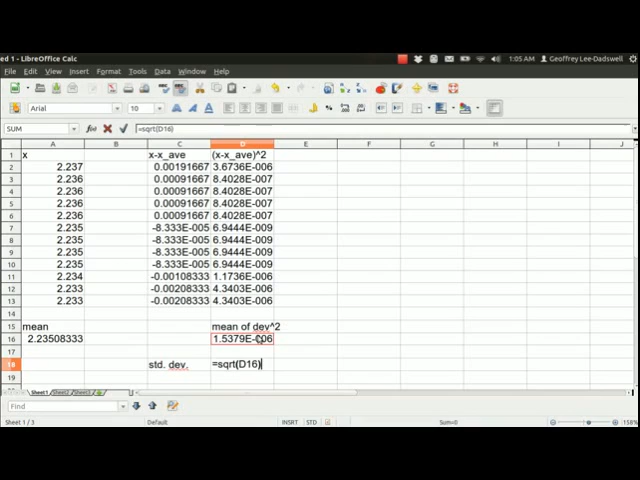 ed 1 - LibreOffice Calc
1:05 AM Geoffrey Lee-Dadswell
File Edit View Insert Format Tools Data Window Help
Arial 10
SUM =sqrt(D16)
A B C D E F G H I J
1 x x-x_ave (x-x_ave)^2
2 2.237 0.00191667 3.6736E-006
3 2.236 0.00091667 8.4028E-007
4 2.236 0.00091667 8.4028E-007
5 2.236 0.00091667 8.4028E-007
6 2.236 0.00091667 8.4028E-007
7 2.235 -8.333E-005 6.9444E-009
8 2.235 -8.333E-005 6.9444E-009
9 2.235 -8.333E-005 6.9444E-009
10 2.235 -8.333E-005 6.9444E-009
11 2.234 -0.00108333 1.1736E-006
12 2.233 -0.00208333 4.3403E-006
13 2.233 -0.00208333 4.3403E-006
14
15 mean mean of dev^2
16 2.23508333 1.5379E-006
17
18 std. dev. =sqrt(D16)
19
Sheet1 Sheet2 Sheet3
Find
Sheet 1 / 3 Default INSRT STD Sum=0 158%